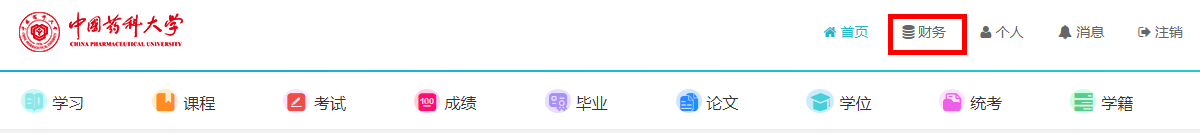 中国药科大学
CHINA PHARMACEUTICAL UNIVERSITY
首页 财务 个人 消息 注销
学习 课程 考试 100 成绩 毕业 论文 学位 统考 学籍